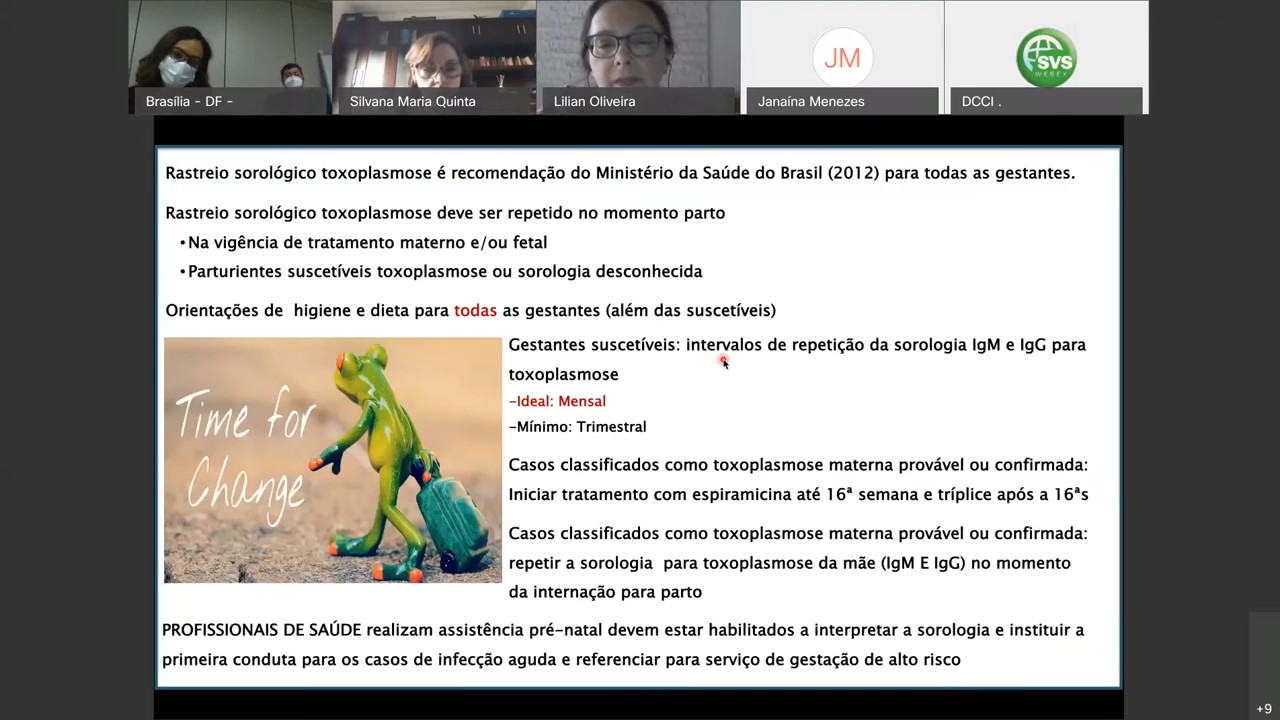 Brasília - DF -
Silvana Maria Quinta
Lilian Oliveira
JM
Janaína Menezes
svs
WEBEX
DCCI .
Rastreio sorológico toxoplasmose é recomendação do Ministério da Saúde do Brasil (2012) para todas as gestantes.
Rastreio sorológico toxoplasmose deve ser repetido no momento parto
•Na vigência de tratamento materno e/ou fetal
•Parturientes suscetíveis toxoplasmose ou sorologia desconhecida
Orientações de higiene e dieta para todas as gestantes (além das suscetíveis)
Time for
Change
Gestantes suscetíveis: intervalos de repetição da sorologia IgM e IgG para
toxoplasmose
-Ideal: Mensal
-Mínimo: Trimestral
Casos classificados como toxoplasmose materna provável ou confirmada:
Iniciar tratamento com espiramicina até 16ª semana e tríplice após a 16ªs
Casos classificados como toxoplasmose materna provável ou confirmada:
repetir a sorologia para toxoplasmose da mãe (IgM E IgG) no momento
da internação para parto
PROFISSIONAIS DE SAÚDE realizam assistência pré-natal devem estar habilitados a interpretar a sorologia e instituir a
primeira conduta para os casos de infecção aguda e referenciar para serviço de gestação de alto risco
+9